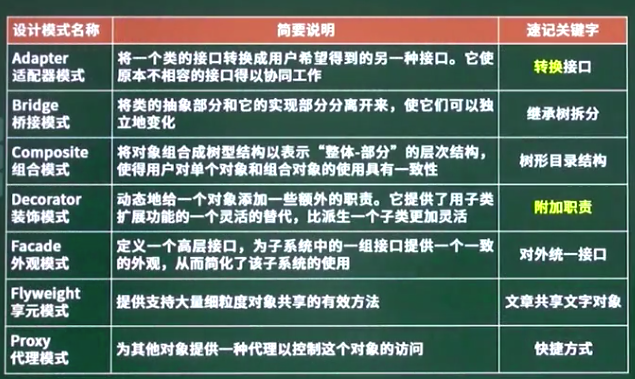 设计模式名称 简要说明 速记关键字
Adapter
适配器模式
将一个类的接口转换成用户希望得到的另一种接口。它使
原本不相容的接口得以协同工作
转换接口
Bridge
桥接模式
将类的抽象部分和它的实现部分分离开来，使它们可以独
立地变化
继承树拆分
Composite
组合模式
将对象组合成树型结构以表示“整体-部分”的层次结构，
使得用户对单个对象和组合对象的使用具有一致性
树形目录结构
Decorator
装饰模式
动态地给一个对象添加一些额外的职责。它提供了用子类
扩展功能的一个灵活的替代，比派生一个子类更加灵活
附加职责
Facade
外观模式
定义一个高层接口，为子系统中的一组接口提供一个一致
的外观，从而简化了该子系统的使用
对外统一接口
Flyweight
享元模式
提供支持大量细粒度对象共享的有效方法
文章共享文字对象
Proxy
代理模式
为其他对象提供一种代理以控制这个对象的访问
快捷方式